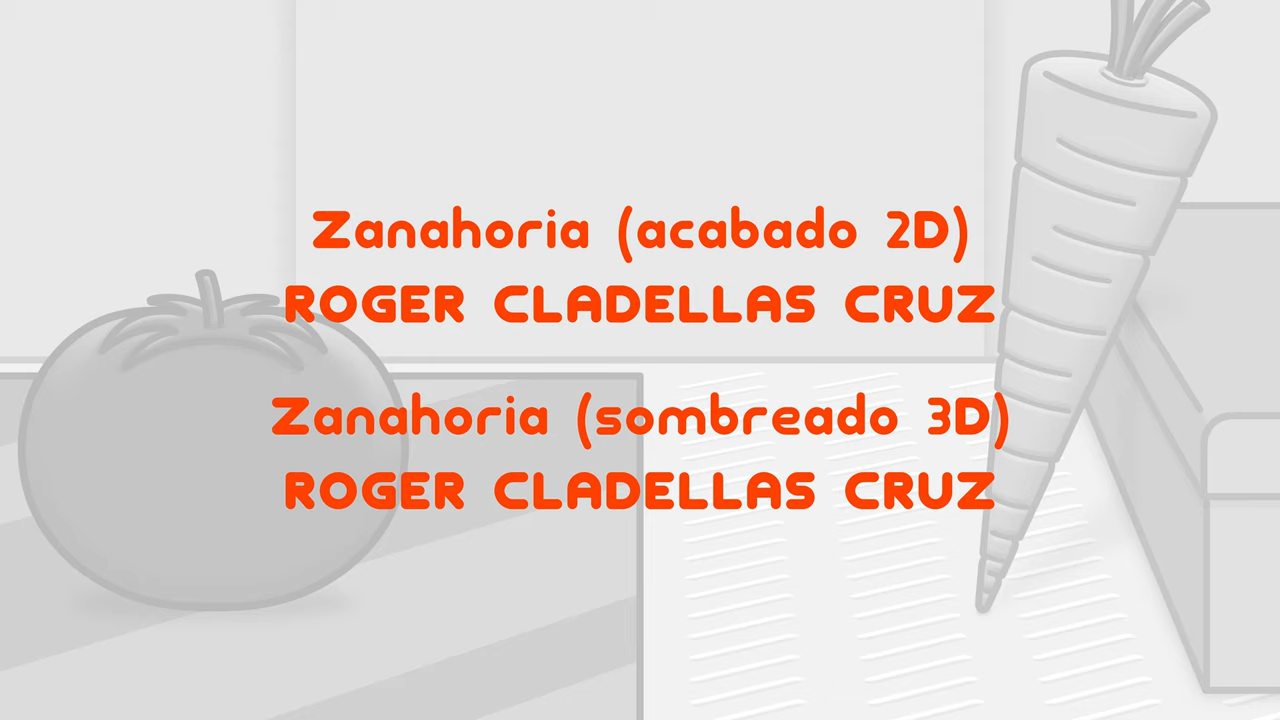 Zanahoria (acabado 2D)
ROGER CLADELLAS CRUZ
Zanahoria (sombreado 3D)
ROGER CLADELLAS CRUZ